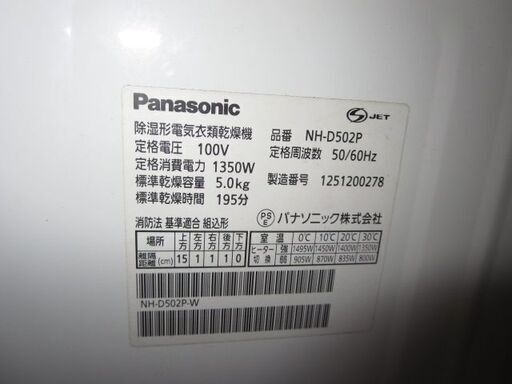 Panasonic
S JET
除湿形電気衣類乾燥機 品番 NH-D502P
定格電圧 100V 定格周波数 50/60Hz
定格消費電力 1350W
標準乾燥容量 5.0kg 製造番号 1251200278
標準乾燥時間 195分
PSE パナソニック株式会社
消防法 基準適合 組込形
場所 上方 左方 右方 後方 下方 室温 0℃ 10℃ 20℃ 30℃
離隔距離(cm) 15 1 1 1 0 ヒーター切換 強 1495W 1450W 1400W 1350W
弱 905W 870W 835W 800W
NH-D502P-W